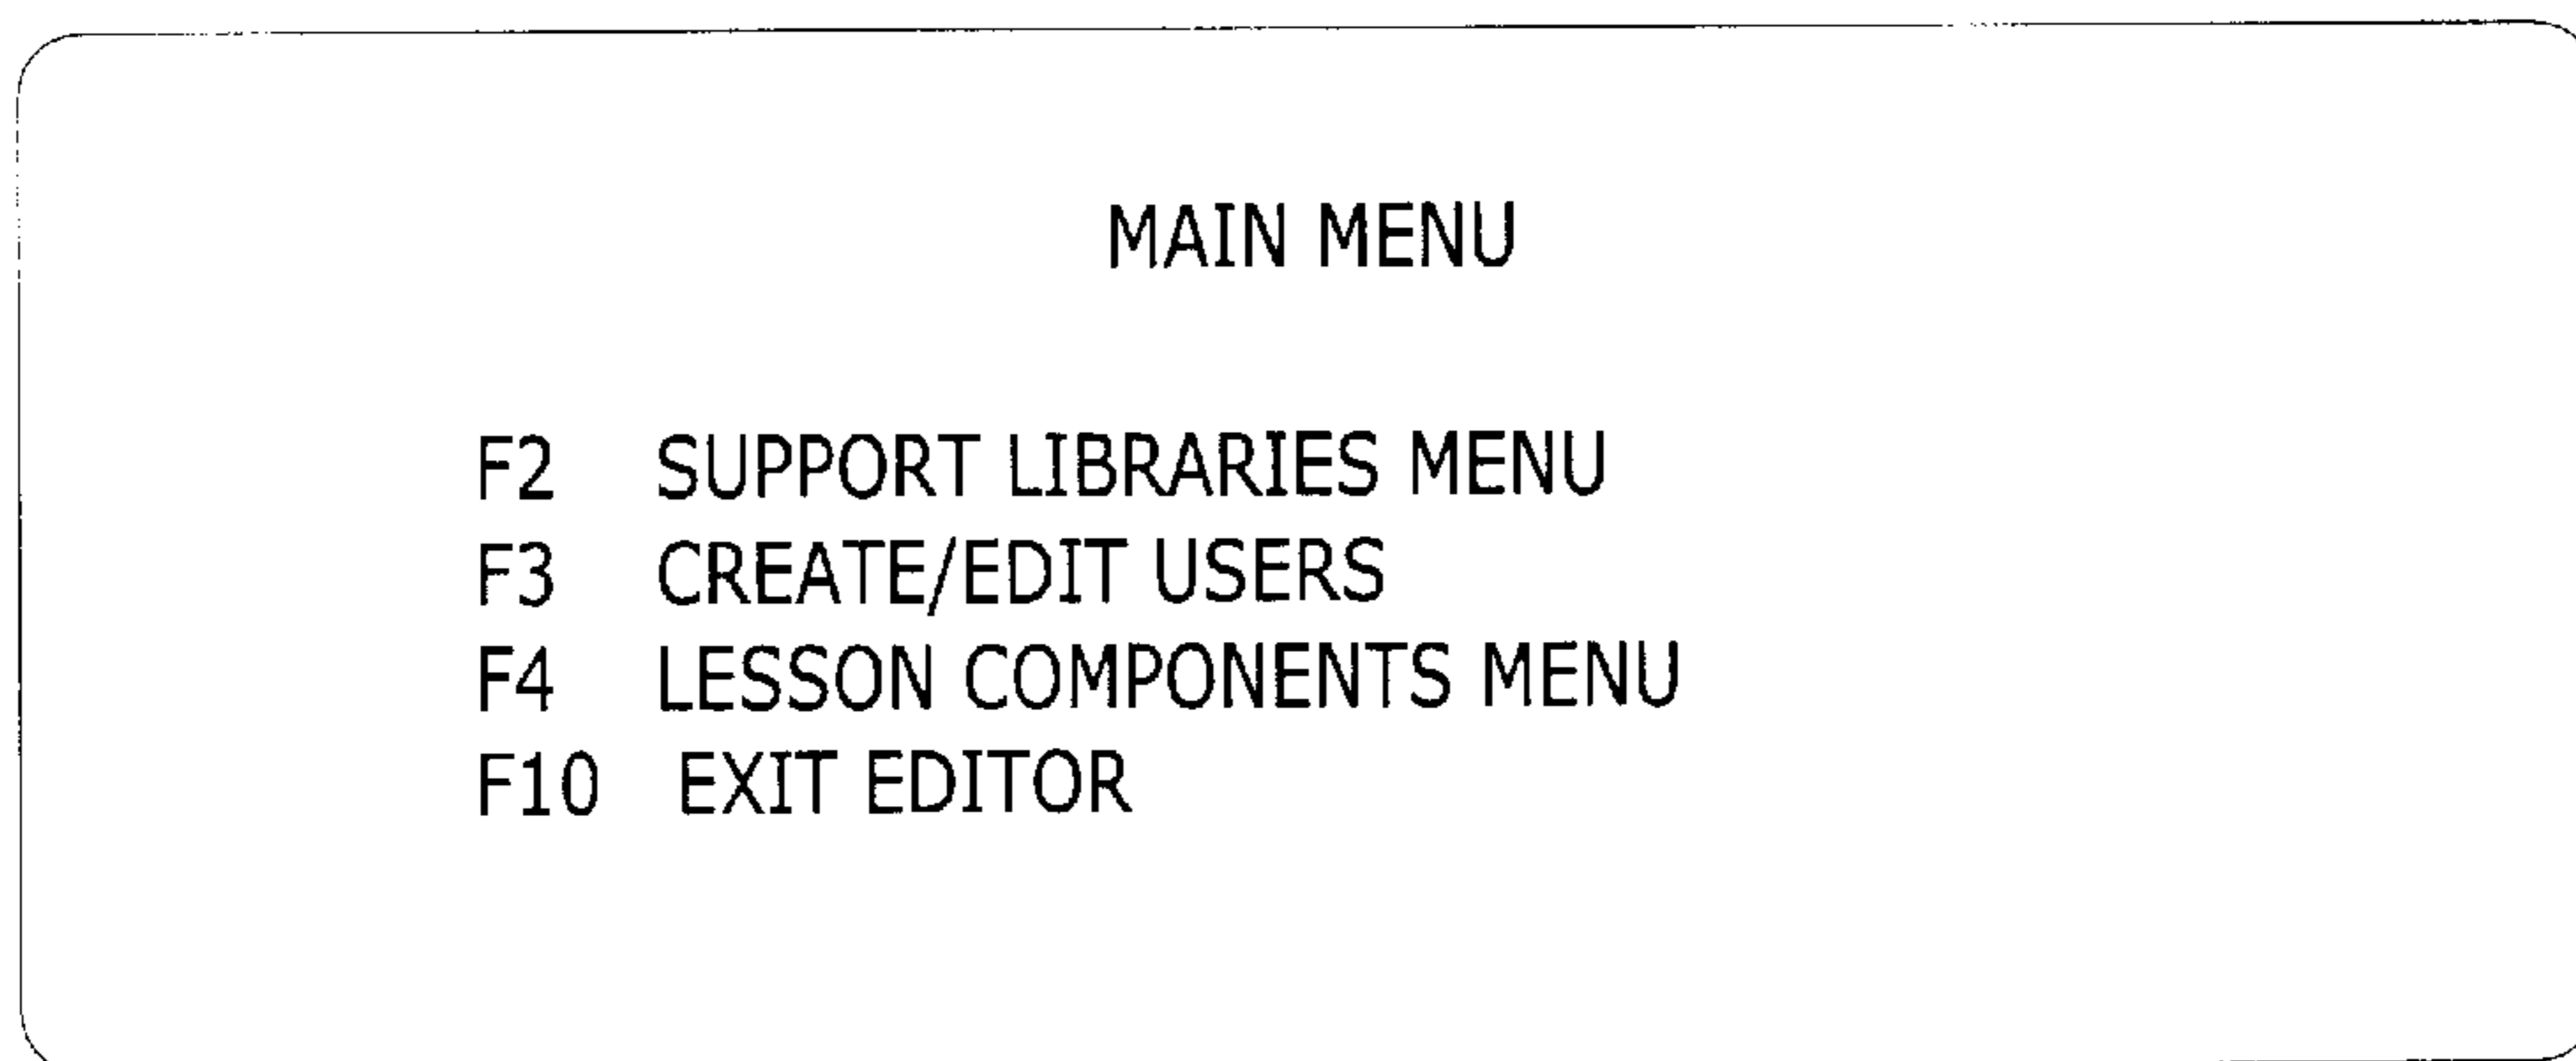 MAIN MENU
F2 SUPPORT LIBRARIES MENU
F3 CREATE/EDIT USERS
F4 LESSON COMPONENTS MENU
F10 EXIT EDITOR